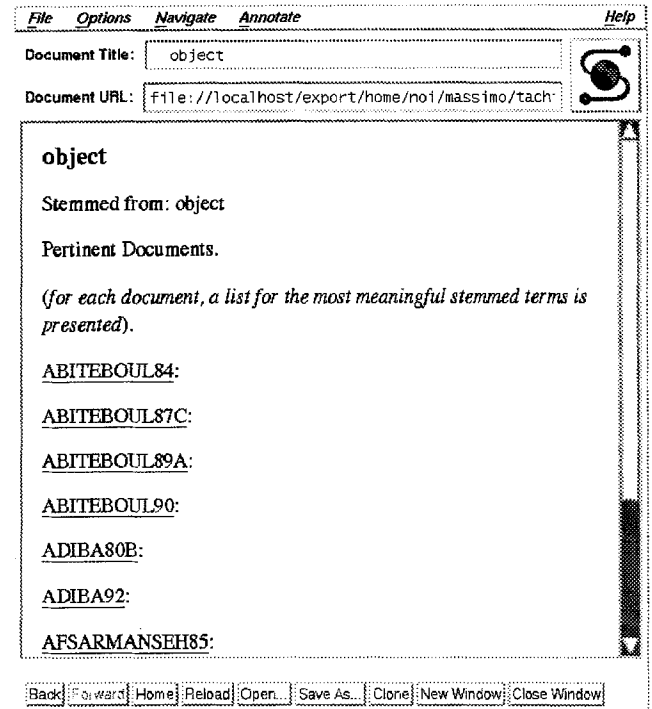 File Options Navigate Annotate Help
Document Title: object
Document URL: file://localhost/export/home/noi/massimo/tach
object
Stemmed from: object
Pertinent Documents.
(for each document, a list for the most meaningful stemmed terms is
presented).
ABITEBOUL84:
ABITEBOUL87C:
ABITEBOUL89A:
ABITEBOUL90:
ADIBA80B:
ADIBA92:
AFSARMANSEH85:
Back Forward Home Reload Open... Save As... Clone New Window Close Window